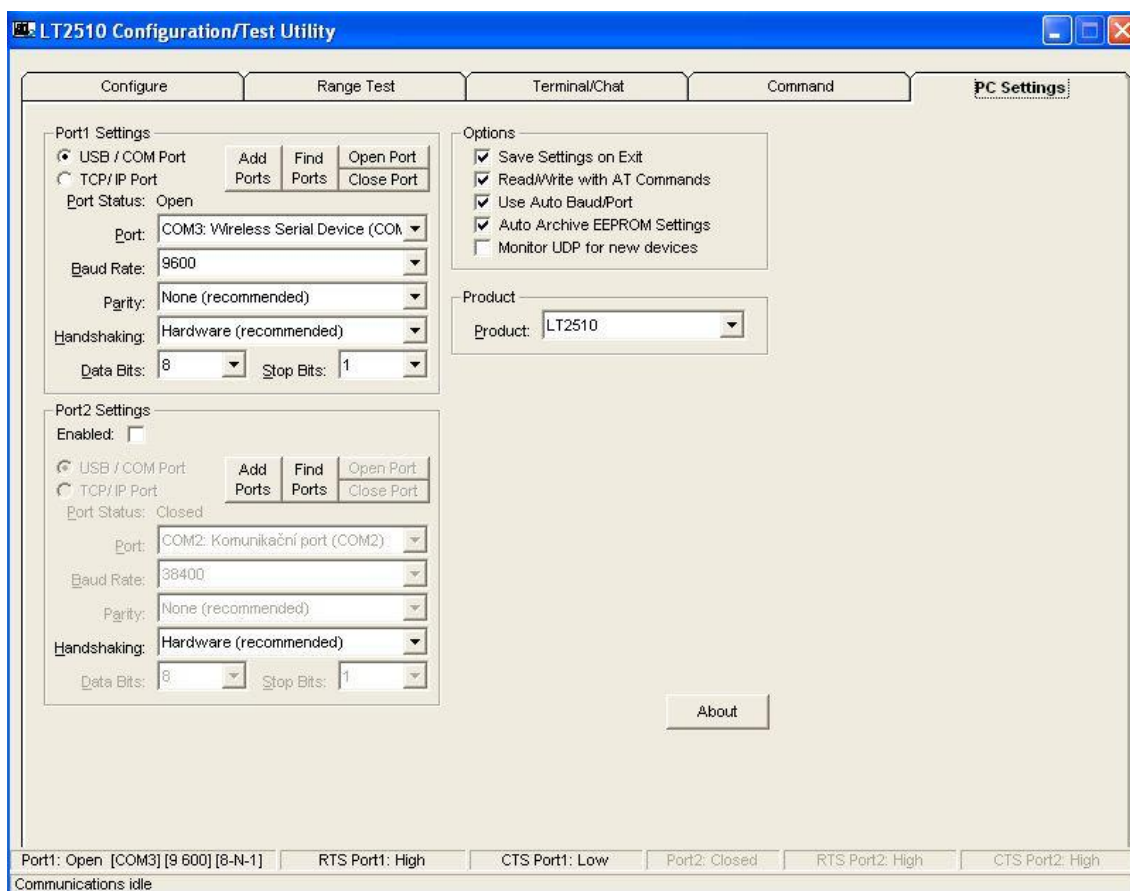 LT2510 Configuration/Test Utility
Configure Range Test Terminal/Chat Command PC Settings
Port1 Settings
USB / COM Port
TCP/IP Port
Add Ports
Find Ports
Open Port
Close Port
Port Status: Open
Port: COM3: Wireless Serial Device (COM
Baud Rate: 9600
Parity: None (recommended)
Handshaking: Hardware (recommended)
Data Bits: 8 Stop Bits: 1
Port2 Settings
Enabled:
USB / COM Port
TCP/IP Port
Add Ports
Find Ports
Open Port
Close Port
Port Status: Closed
Port: COM2: Komunikační port (COM2)
Baud Rate: 38400
Parity: None (recommended)
Handshaking: Hardware (recommended)
Data Bits: 8 Stop Bits: 1
Options
Save Settings on Exit
Read/Write with AT Commands
Use Auto Baud/Port
Auto Archive EEPROM Settings
Monitor UDP for new devices
Product
Product: LT2510
About
Port1: Open [COM3] [9 600] [8-N-1] RTS Port1: High CTS Port1: Low Port2: Closed RTS Port2: High CTS Port2: High
Communications idle